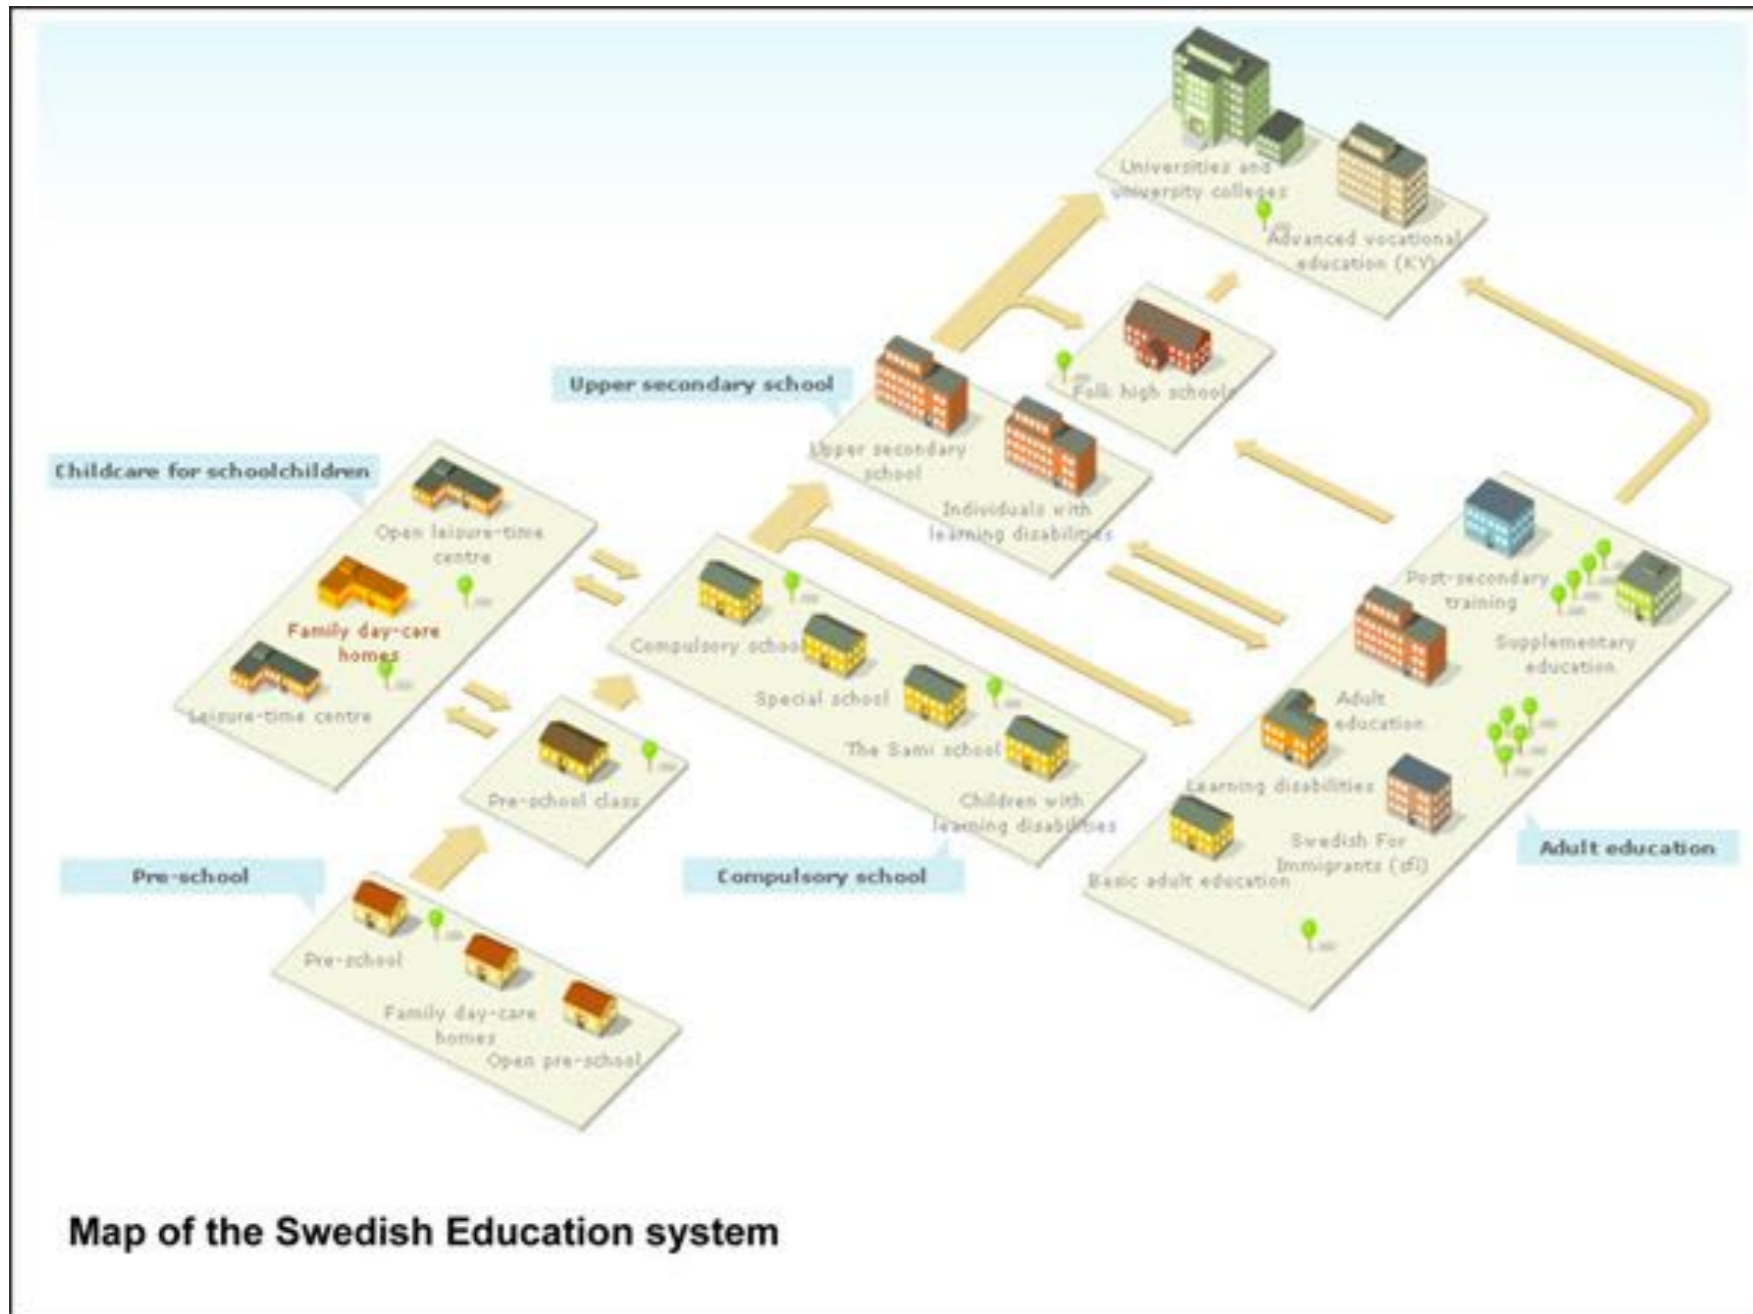 Universities and
university colleges
Advanced vocational
education (KY)
Folk high schools
Upper secondary school
Upper secondary
school
Individuals with
learning disabilities
Childcare for schoolchildren
Open leisure-time
centre
Family day-care
homes
Leisure-time centre
Post-secondary
training
Supplementary
education
Adult
education
Learning disabilities
Swedish For
Immigrants (sfi)
Basic adult education
Adult education
Compulsory school
Special school
The Sami school
Children with
learning disabilities
Compulsory school
Pre-school class
Pre-school
Pre-school
Family day-care
homes
Open pre-school
Map of the Swedish Education system